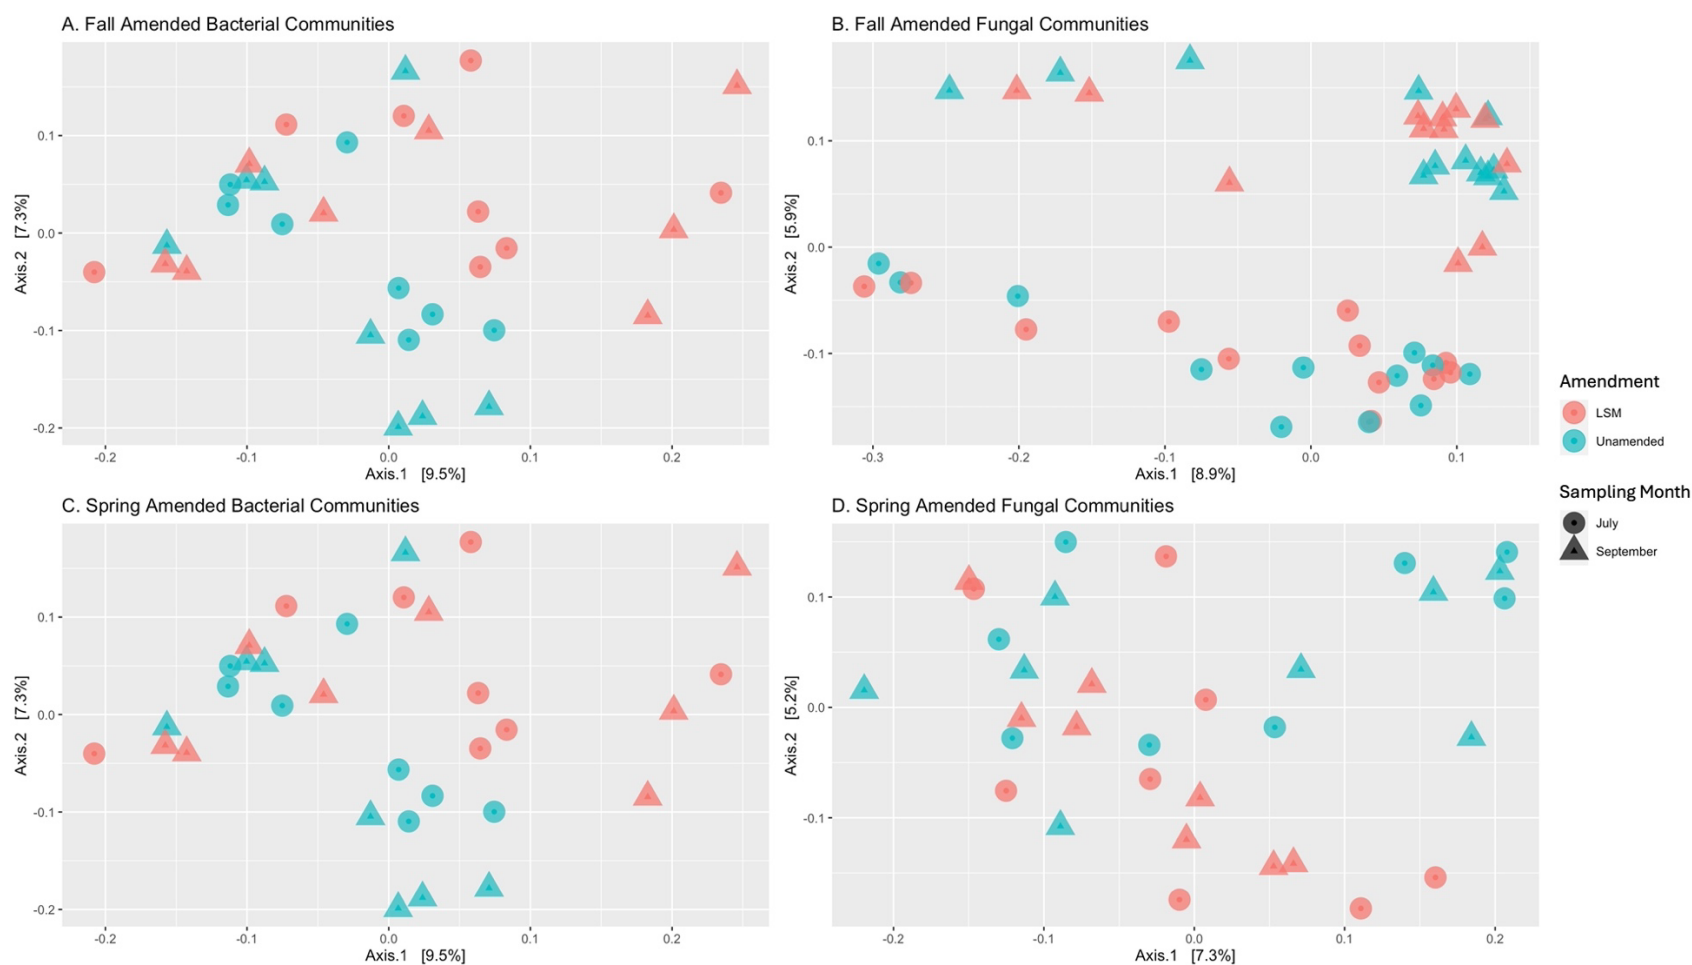 A. Fall Amended Bacterial Communities
0.1
0.0
-0.1
-0.2
Axis.2 [7.3%]
-0.2 -0.1 0.0 0.1 0.2
Axis.1 [9.5%]
B. Fall Amended Fungal Communities
0.1
0.0
-0.1
Axis.2 [5.9%]
-0.3 -0.2 -0.1 0.0 0.1
Axis.1 [8.9%]
C. Spring Amended Bacterial Communities
0.1
0.0
-0.1
-0.2
Axis.2 [7.3%]
-0.2 -0.1 0.0 0.1 0.2
Axis.1 [9.5%]
D. Spring Amended Fungal Communities
0.1
0.0
-0.1
Axis.2 [5.2%]
-0.2 -0.1 0.0 0.1 0.2
Axis.1 [7.3%]
Amendment
LSM
Unamended
Sampling Month
July
September